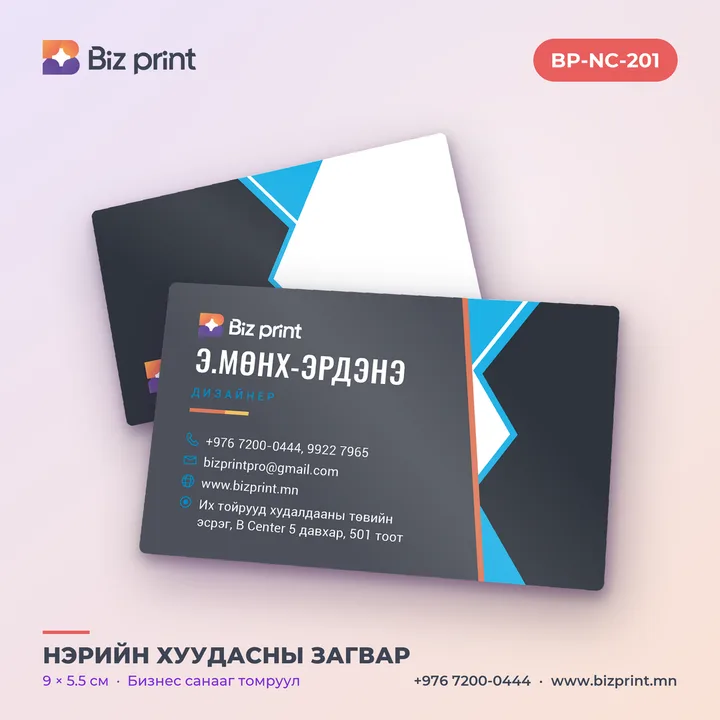 Biz print
BP-NC-201
Biz print
Э.МӨНХ-ЭРДЭНЭ
ДИЗАЙНЕР
+976 7200-0444, 9922 7965
bizprintpro@gmail.com
www.bizprint.mn
Их тойрууд худалдааны төвийн
эсрэг, B Center 5 давхар, 501 тоот
НЭРИЙН ХУУДАСНЫ ЗАГВАР
9 × 5.5 см · Бизнес санааг томруул
+976 7200-0444 · www.bizprint.mn